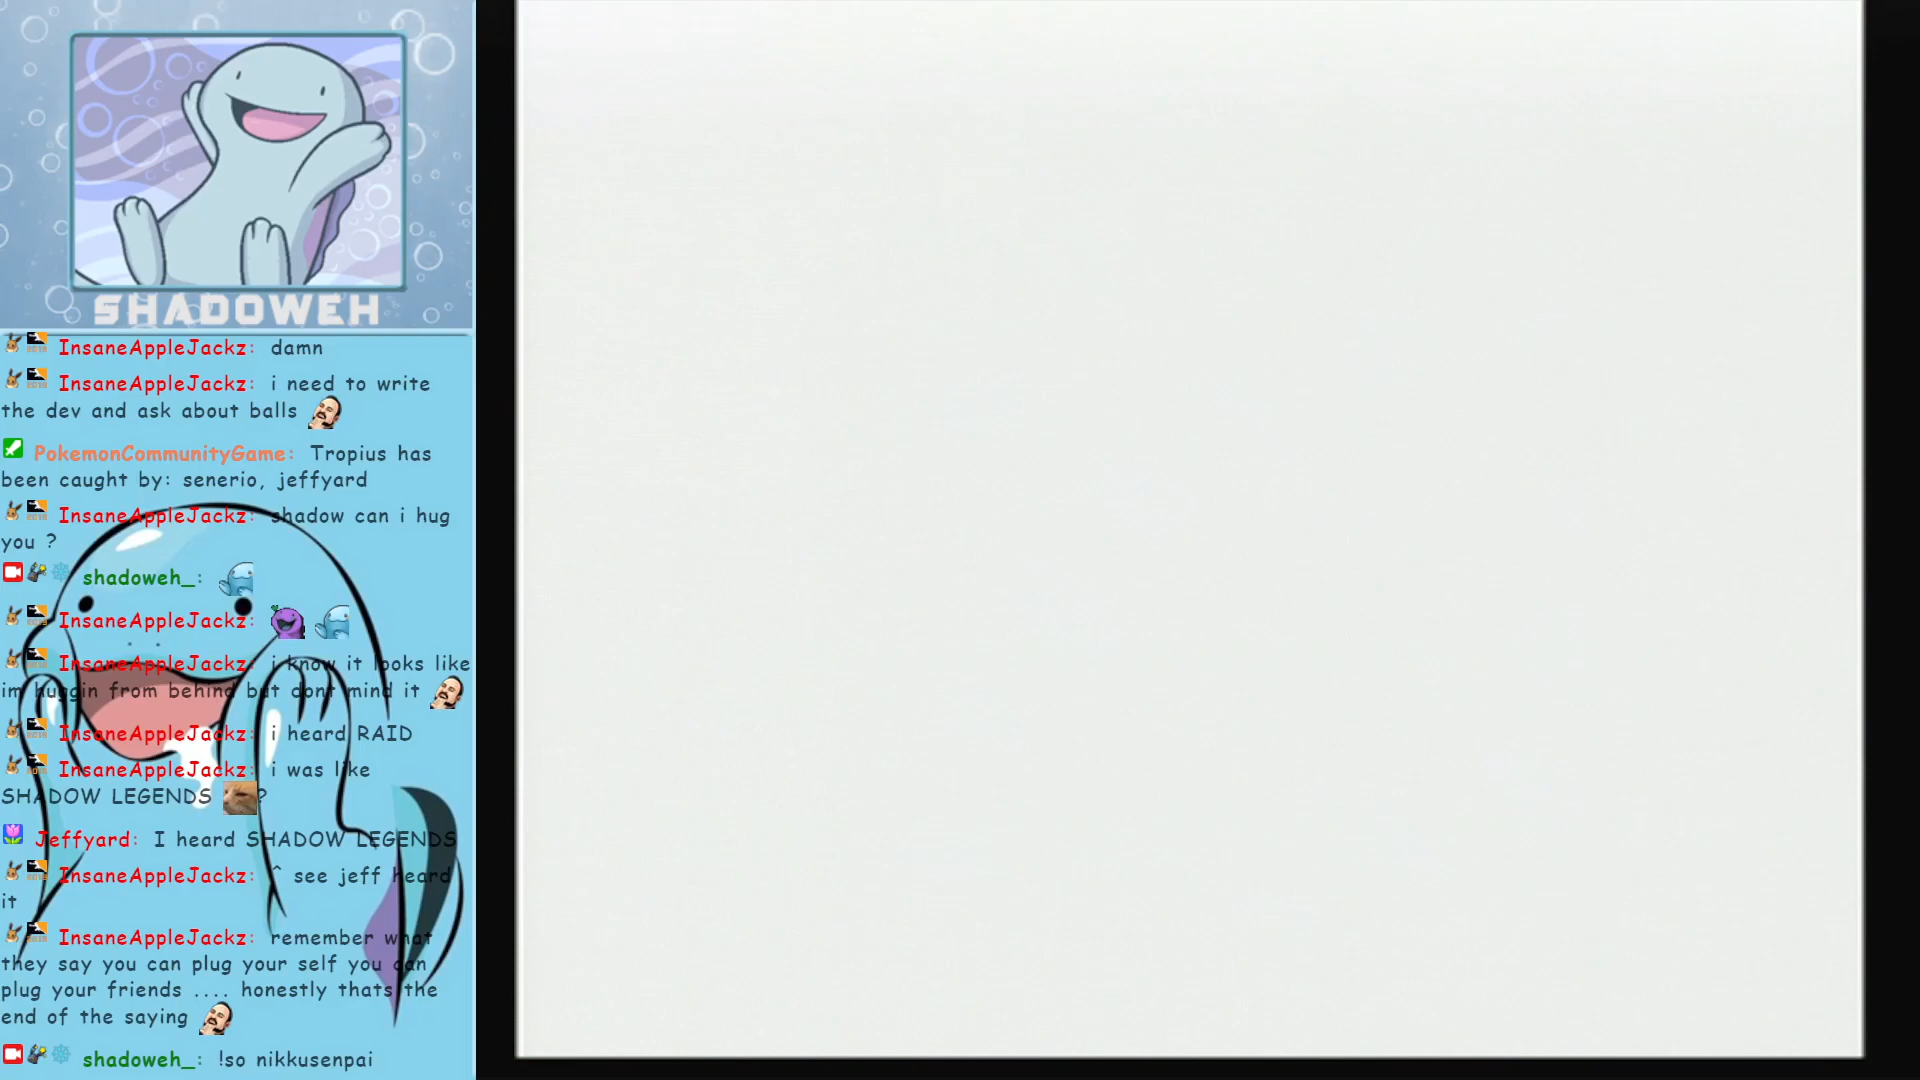 SHADOWEH
InsaneAppleJackz: damn
InsaneAppleJackz: i need to write
the dev and ask about balls
PokemonCommunityGame: Tropius has
been caught by: senerio, jeffyard
InsaneAppleJackz: shadow can i hug
you ?
shadoweh_:
InsaneAppleJackz:
InsaneAppleJackz: i know it looks like
im huggin from behind but dont mind it
InsaneAppleJackz: i heard RAID
InsaneAppleJackz: i was like
SHADOW LEGENDS ?
Jeffyard: I heard SHADOW LEGENDS
InsaneAppleJackz: ^ see jeff heard
it
InsaneAppleJackz: remember what
they say you can plug your self you can
plug your friends .... honestly thats the
end of the saying
shadoweh_: !so nikkusenpai